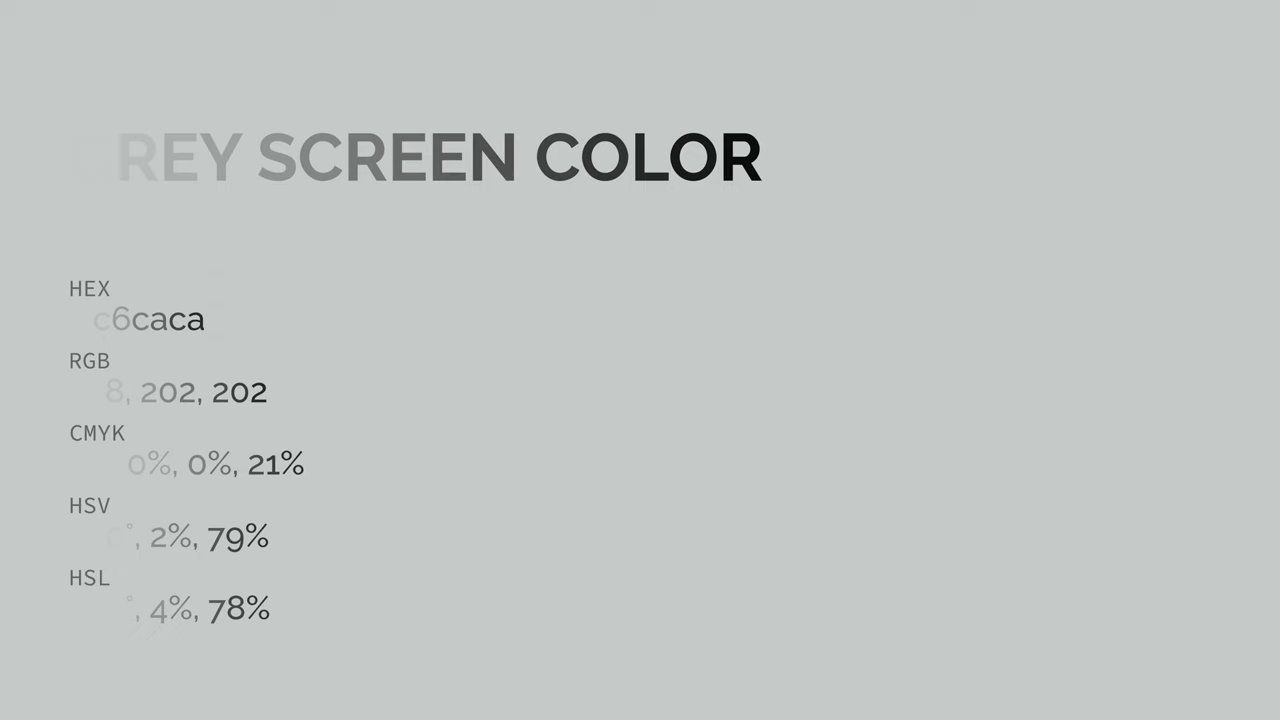 REY SCREEN COLOR
HEX
c6caca
RGB
8, 202, 202
CMYK
0%, 0%, 21%
HSV
0°, 2%, 79%
HSL
°, 4%, 78%